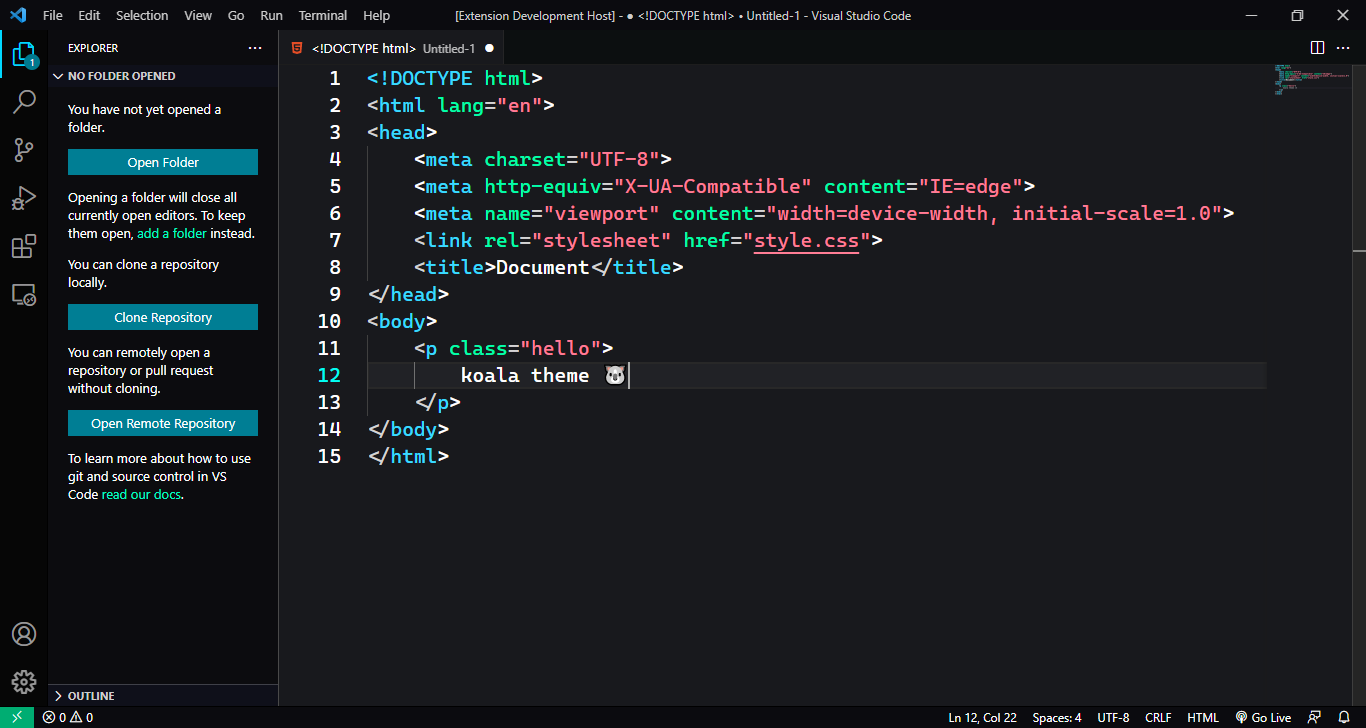 File Edit Selection View Go Run Terminal Help [Extension Development Host] - ● <!DOCTYPE html> • Untitled-1 - Visual Studio Code
EXPLORER ···
<!DOCTYPE html> Untitled-1 ●
1
NO FOLDER OPENED
You have not yet opened a
folder.
Open Folder
Opening a folder will close all
currently open editors. To keep
them open, add a folder instead.
You can clone a repository
locally.
Clone Repository
You can remotely open a
repository or pull request
without cloning.
Open Remote Repository
To learn more about how to use
git and source control in VS
Code read our docs.
OUTLINE
1 <!DOCTYPE html>
2 <html lang="en">
3 <head>
4     <meta charset="UTF-8">
5     <meta http-equiv="X-UA-Compatible" content="IE=edge">
6     <meta name="viewport" content="width=device-width, initial-scale=1.0">
7     <link rel="stylesheet" href="style.css">
8     <title>Document</title>
9 </head>
10 <body>
11     <p class="hello">
12         koala theme 🐨
13     </p>
14 </body>
15 </html>
0 0 Ln 12, Col 22 Spaces: 4 UTF-8 CRLF HTML Go Live